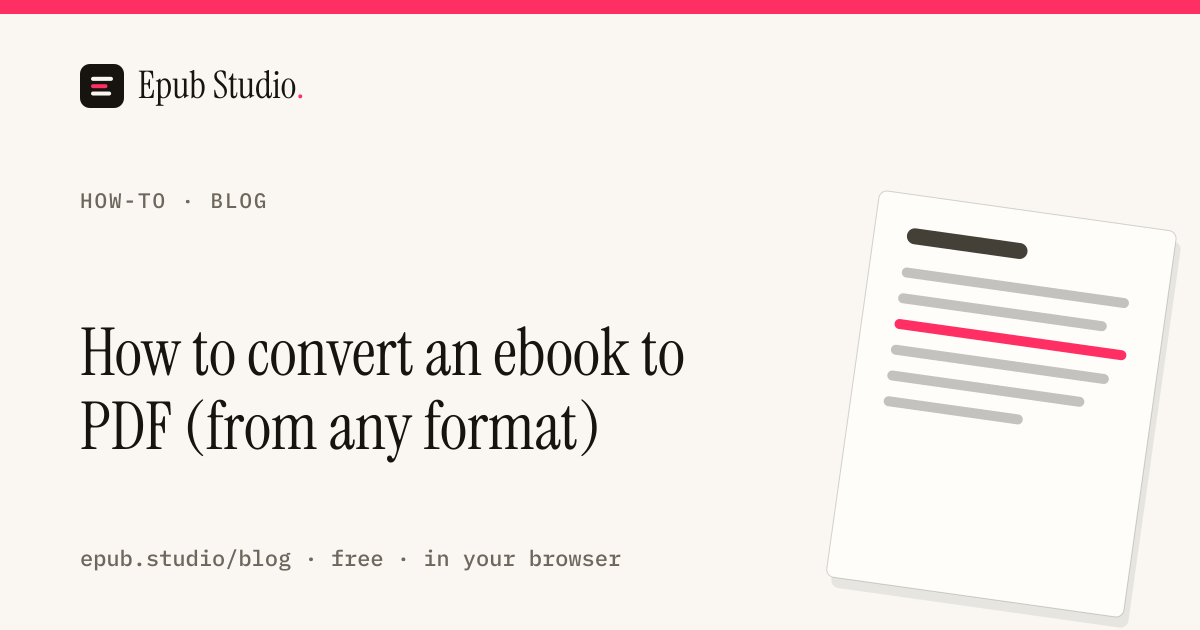 Epub Studio.
HOW-TO · BLOG
How to convert an ebook to
PDF (from any format)
epub.studio/blog · free · in your browser